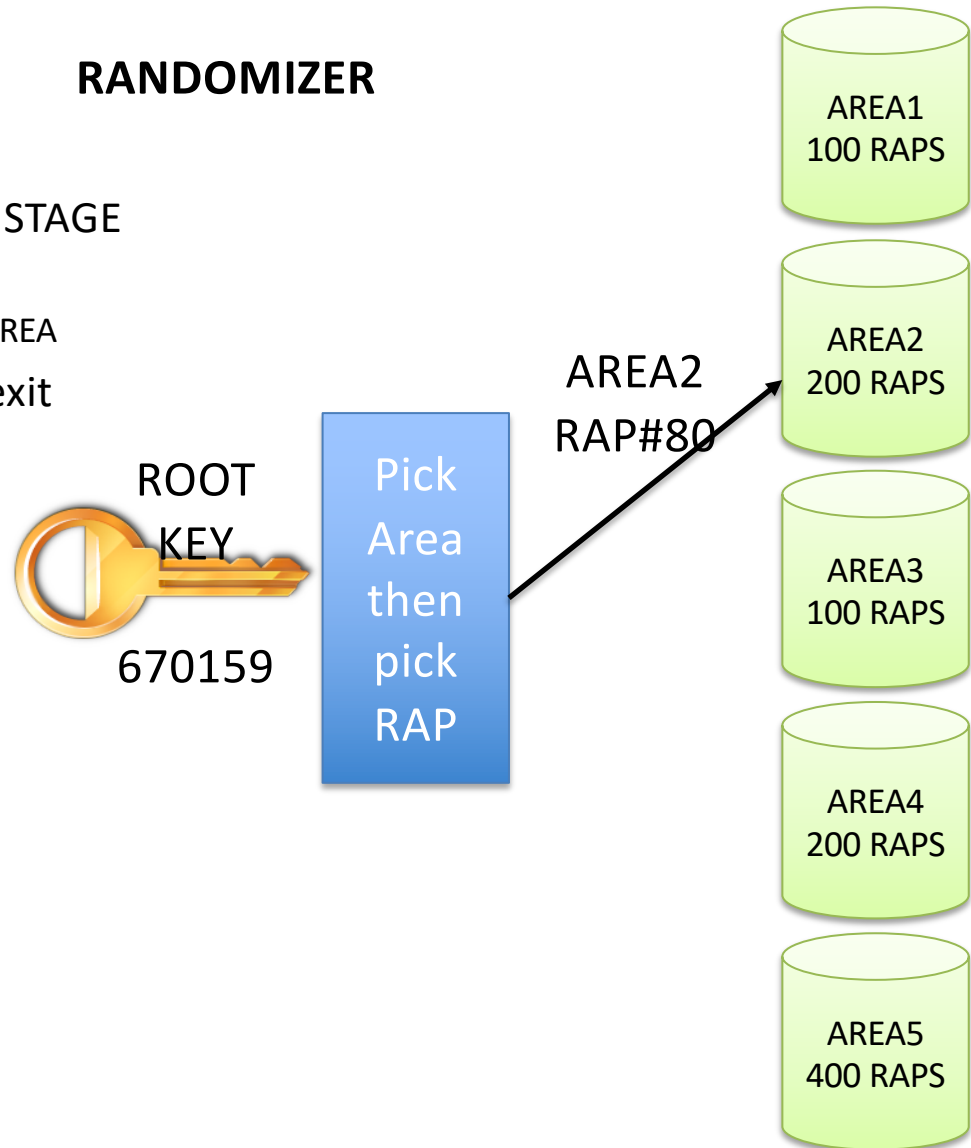 RANDOMIZER
STAGE
REA
exit
ROOT
KEY
670159
Pick
Area
then
pick
RAP
AREA2
RAP#80
AREA1
100 RAPS
AREA2
200 RAPS
AREA3
100 RAPS
AREA4
200 RAPS
AREA5
400 RAPS